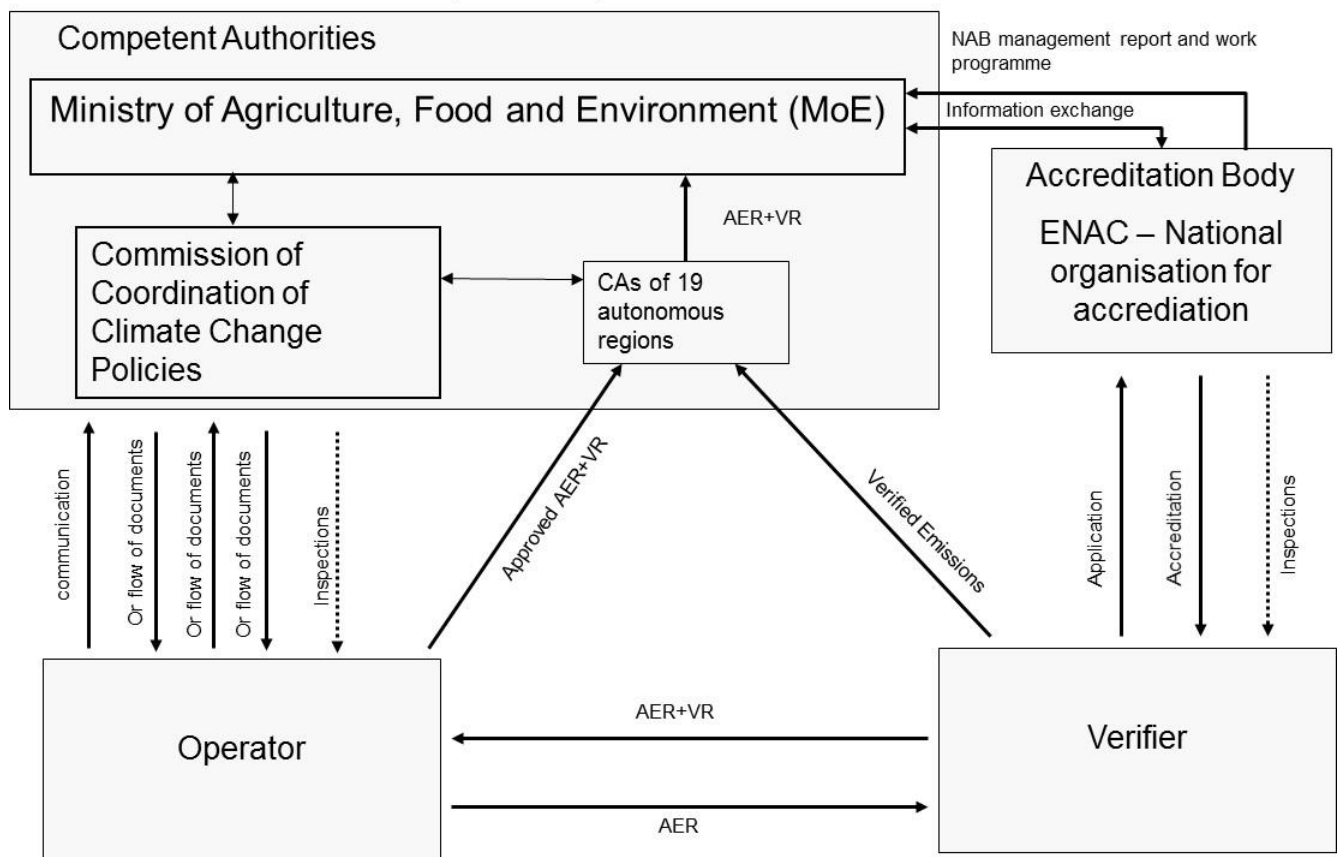 Competent Authorities
NAB management report and work
programme
Ministry of Agriculture, Food and Environment (MoE)
Information exchange
Accreditation Body
ENAC – National
organisation for
accrediation
AER+VR
Commission of
Coordination of
Climate Change
Policies
CAs of 19
autonomous
regions
communication
Or flow of documents
Or flow of documents
Or flow of documents
Inspections
Approved AER+VR
Verified Emissions
Application
Accreditation
Inspections
Operator
AER+VR
Verifier
AER